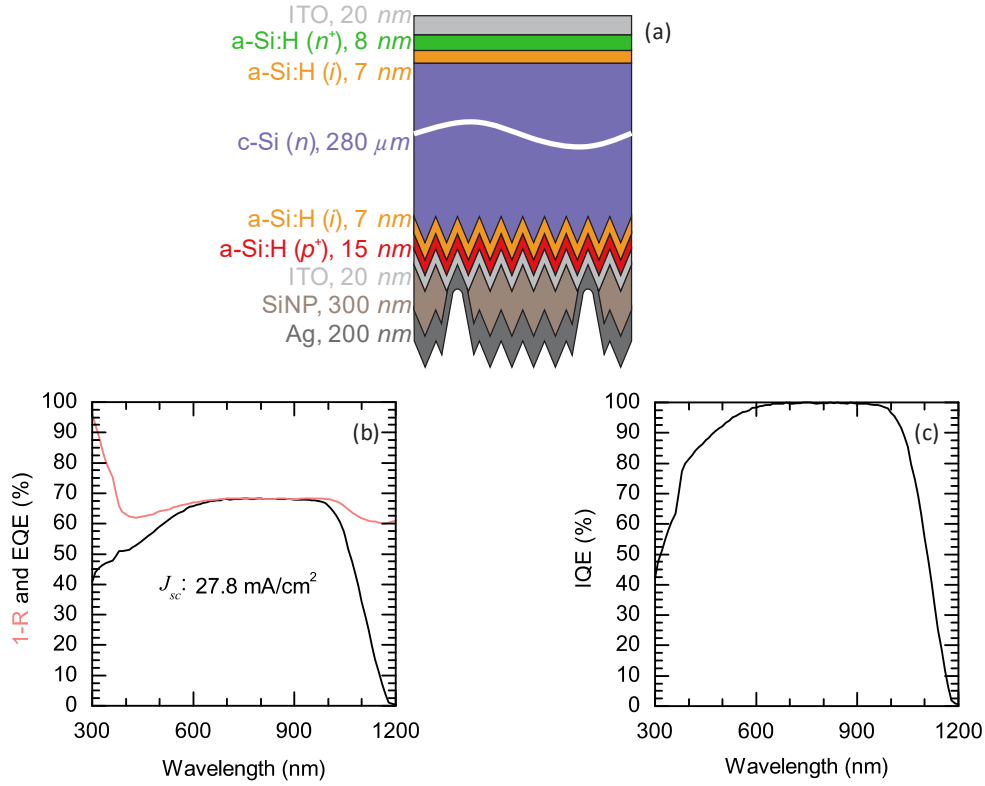 ITO, 20 nm
(a)
a-Si:H (n⁺), 8 nm
a-Si:H (i), 7 nm
c-Si (n), 280 μm
a-Si:H (i), 7 nm
a-Si:H (p⁺), 15 nm
ITO, 20 nm
SiNP, 300 nm
Ag, 200 nm
100
90
80
70
60
50
40
30
20
10
0
1-R and EQE (%)
(b)
J_sc: 27.8 mA/cm²
300
600
900
1200
Wavelength (nm)
100
90
80
70
60
50
40
30
20
10
0
IQE (%)
(c)
300
600
900
1200
Wavelength (nm)